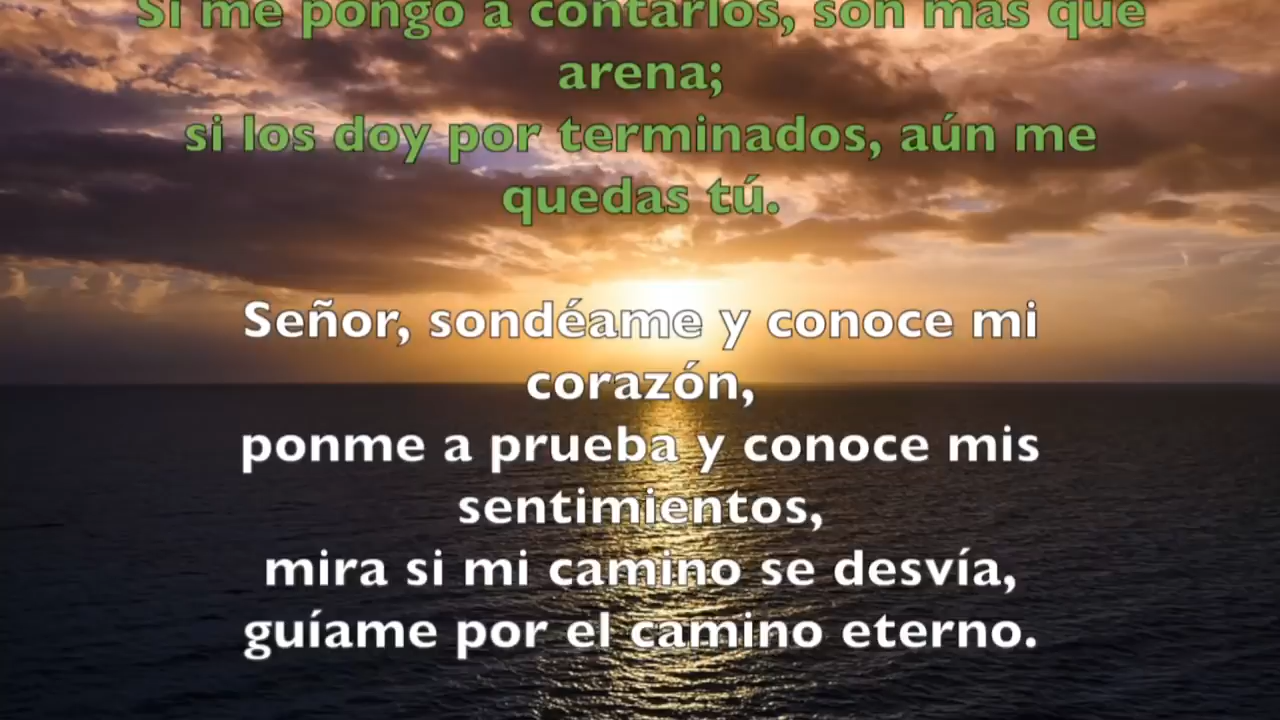 Si me pongo a contarlos, son más que
arena;
si los doy por terminados, aún me
quedas tú.
Señor, sondéame y conoce mi
corazón,
ponme a prueba y conoce mis
sentimientos,
mira si mi camino se desvía,
guíame por el camino eterno.